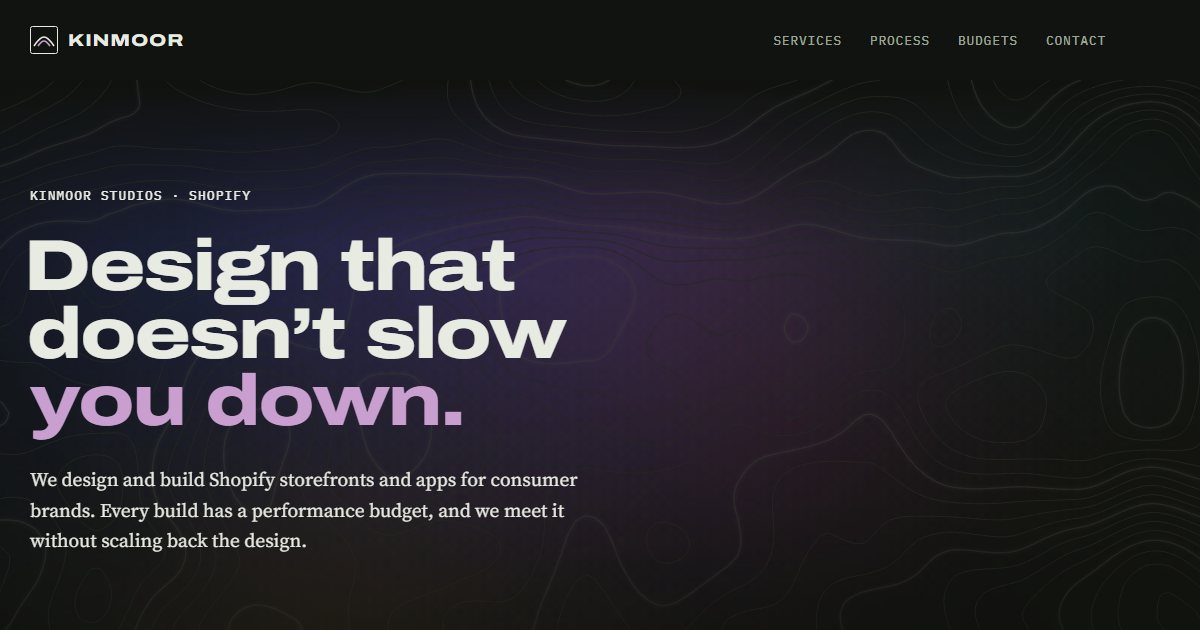 KINMOOR
SERVICES PROCESS BUDGETS CONTACT
KINMOOR STUDIOS · SHOPIFY
Design that
doesn’t slow
you down.
We design and build Shopify storefronts and apps for consumer
brands. Every build has a performance budget, and we meet it
without scaling back the design.